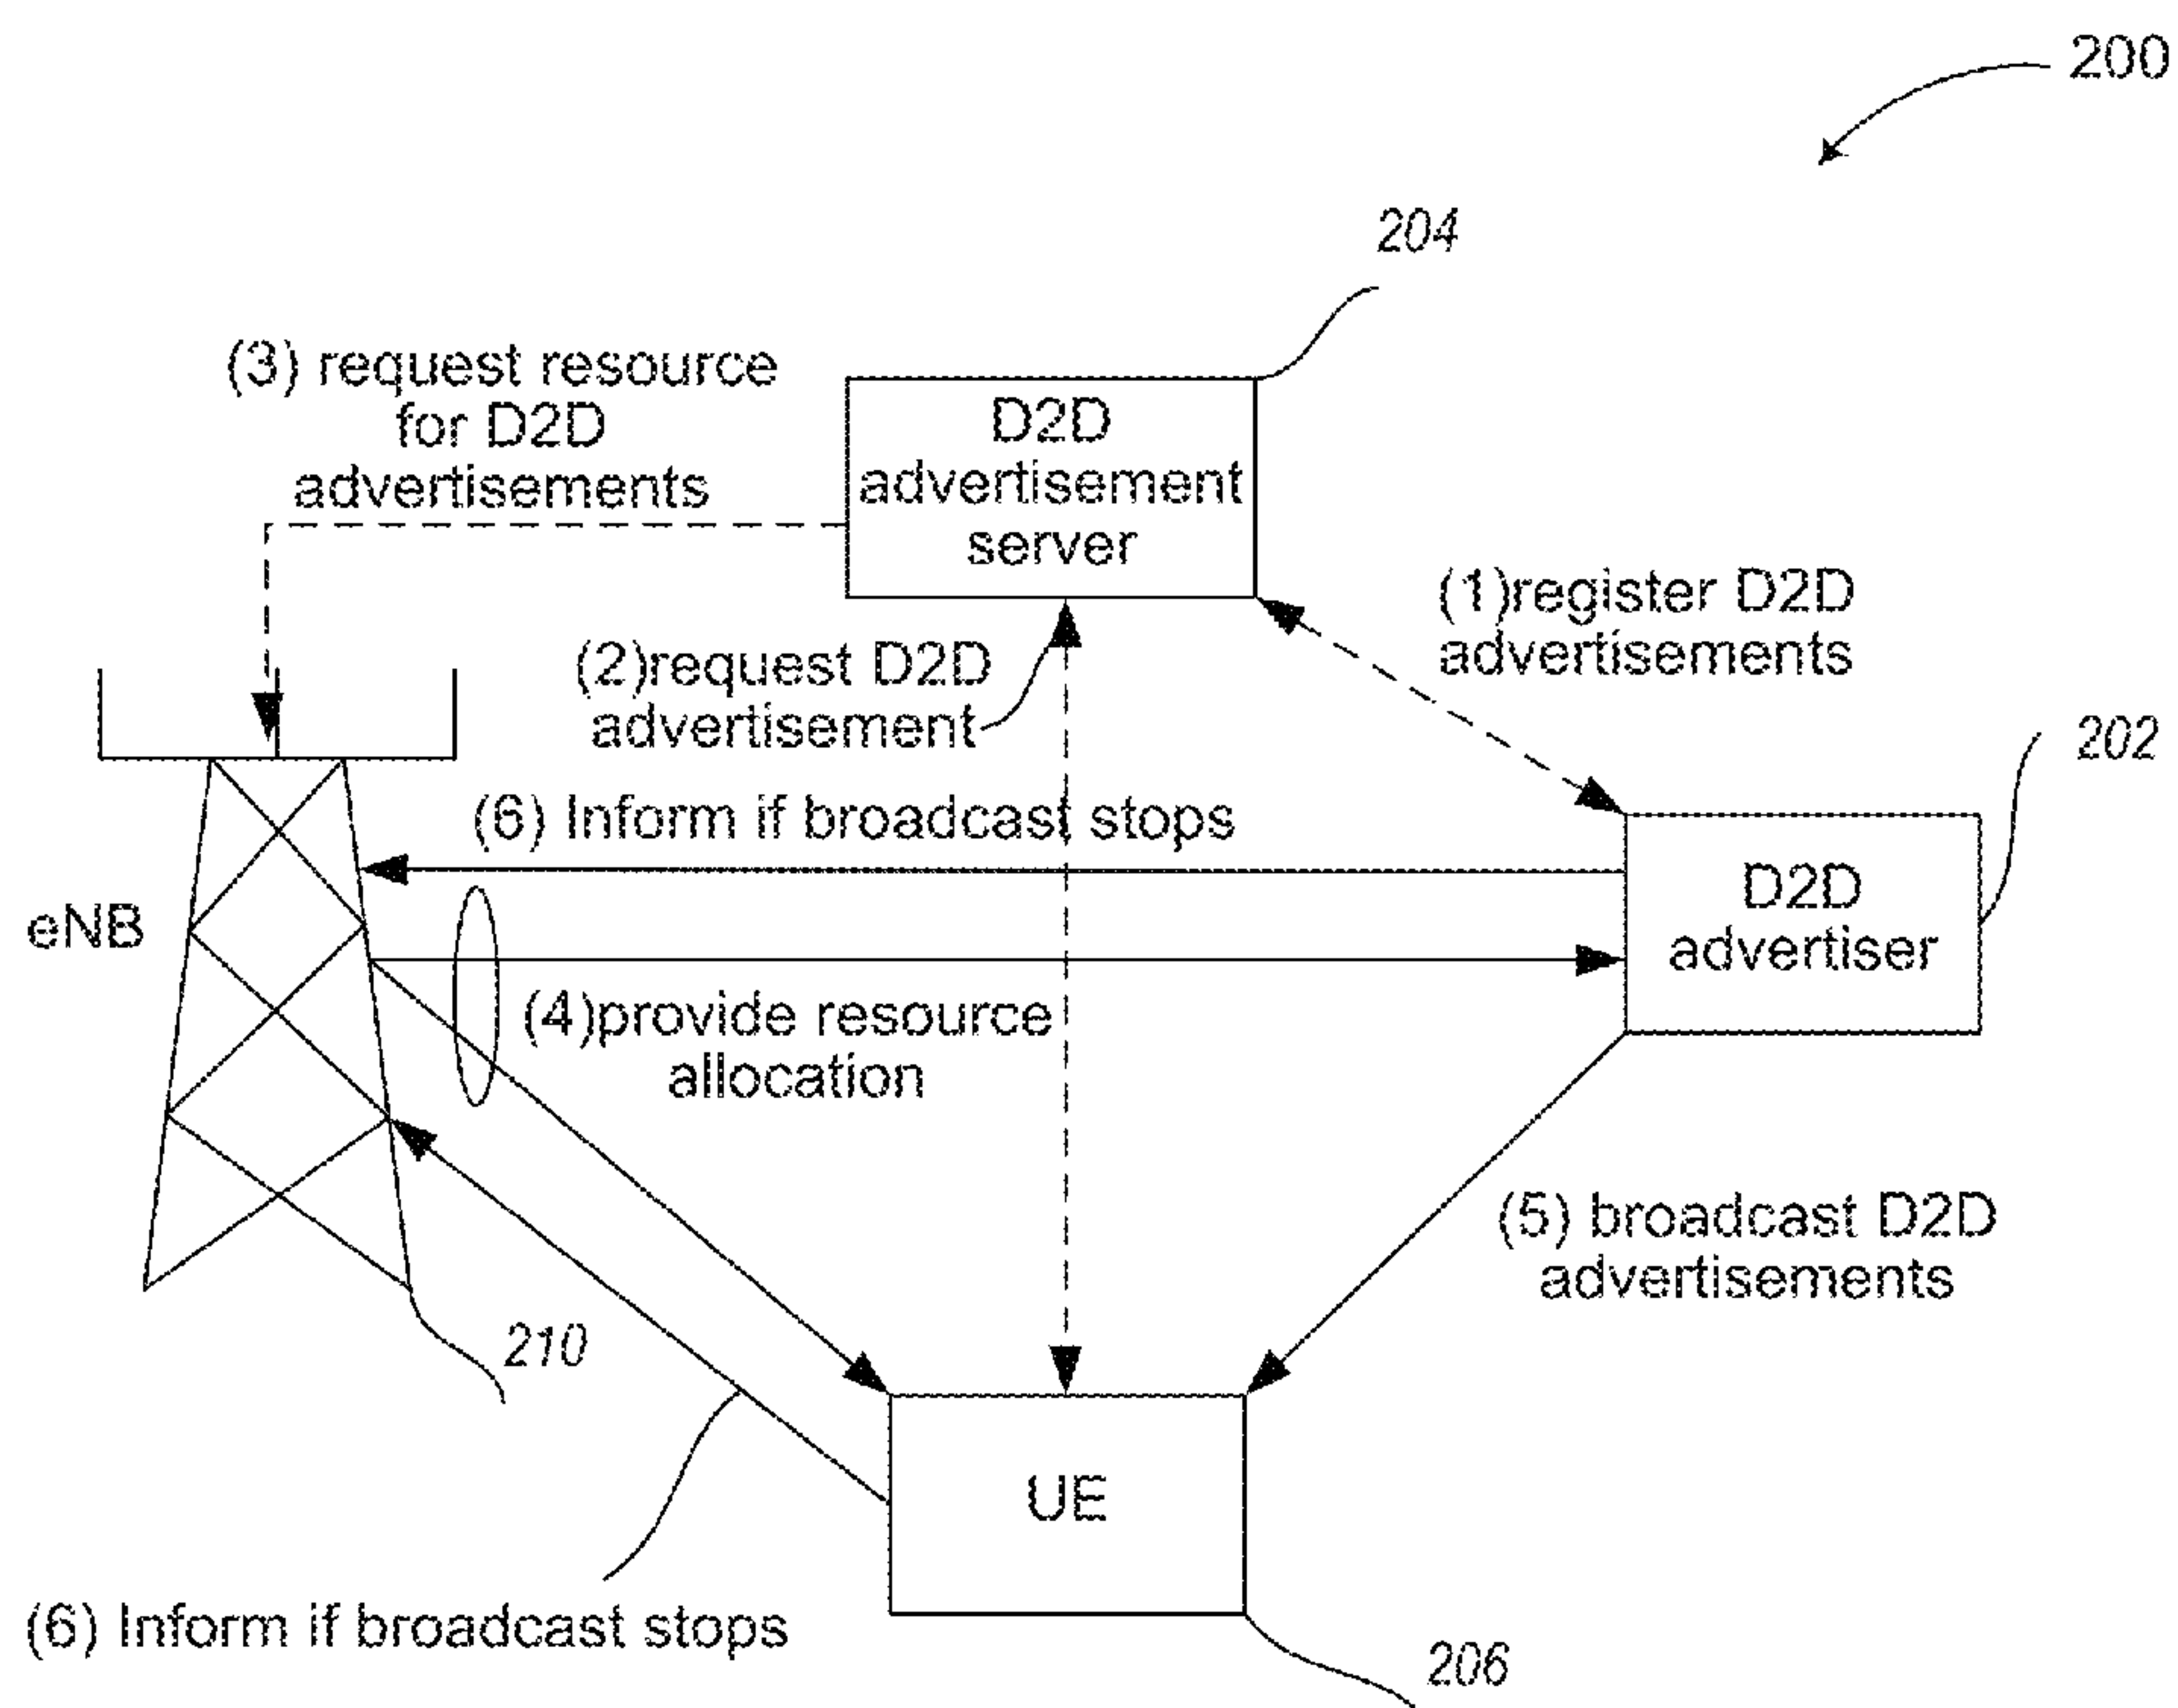 200
204
(3) request resource
for D2D
advertisements
D2D
advertisement
server
(1)register D2D
advertisements
(2)request D2D
advertisement
202
(6) Inform if broadcast stops
D2D
advertiser
eNB
(4)provide resource
allocation
(5) broadcast D2D
advertisements
210
UE
(6) Inform if broadcast stops
206